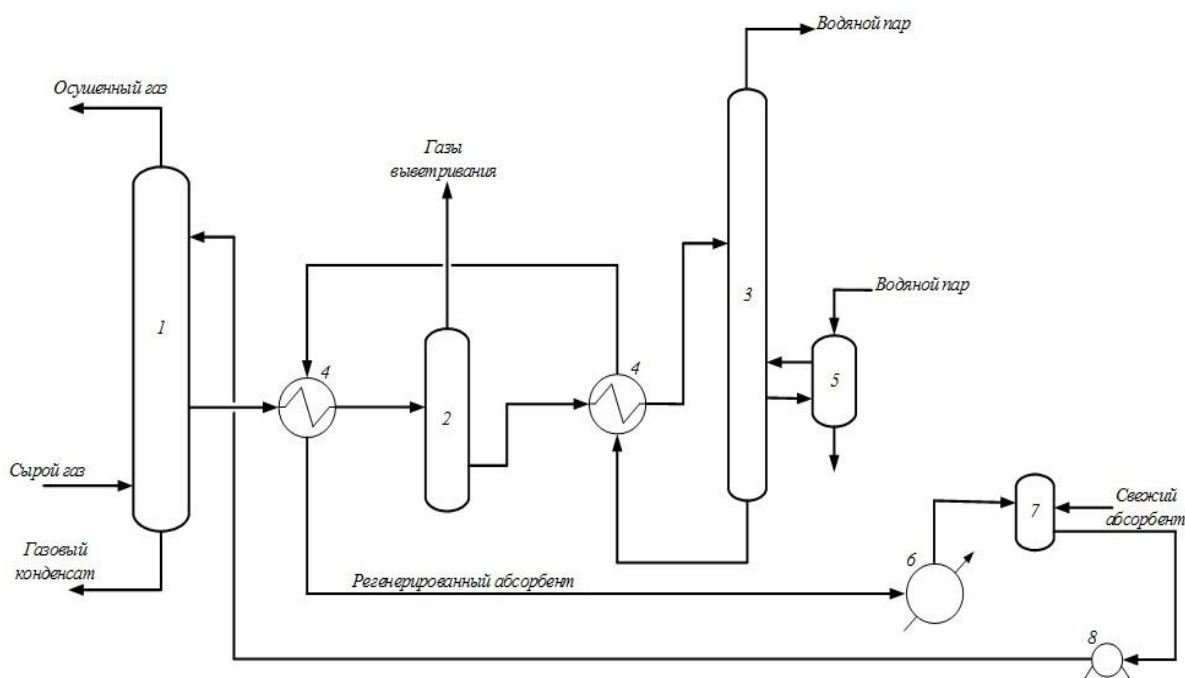 Водяной пар
Осушенный газ
Газы
выветривания
1
Водяной пар
3
4
4
5
2
Сырой газ
Свежий
абсорбент
7
Газовый
конденсат
Регенерированный абсорбент
6
8